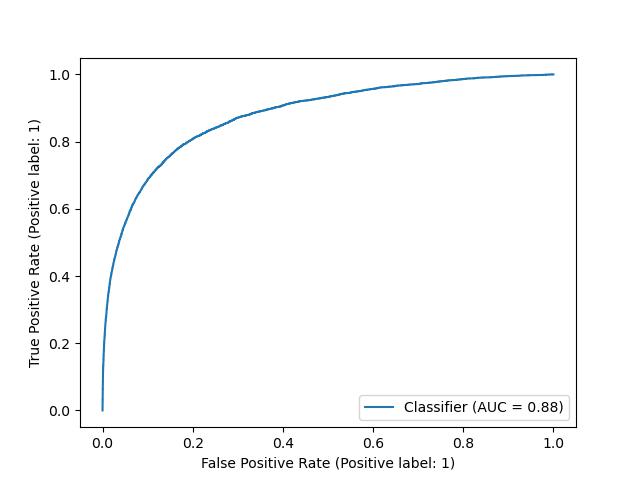 1.0
0.8
0.6
0.4
0.2
0.0
True Positive Rate (Positive label: 1)
Classifier (AUC = 0.88)
0.0 0.2 0.4 0.6 0.8 1.0
False Positive Rate (Positive label: 1)